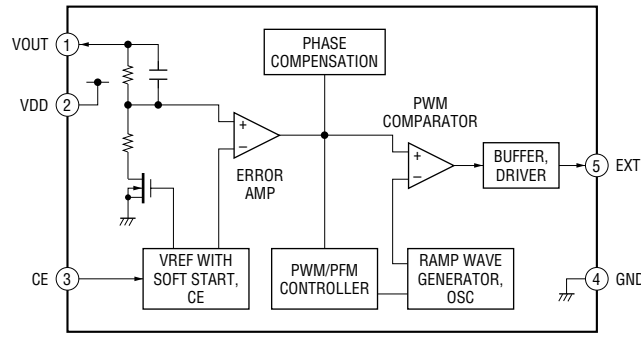 VOUT 1
PHASE
COMPENSATION
VDD 2
PWM
COMPARATOR
+
−
+
−
BUFFER,
DRIVER
5 EXT
ERROR
AMP
CE 3
VREF WITH
SOFT START,
CE
PWM/PFM
CONTROLLER
RAMP WAVE
GENERATOR,
OSC
4 GND